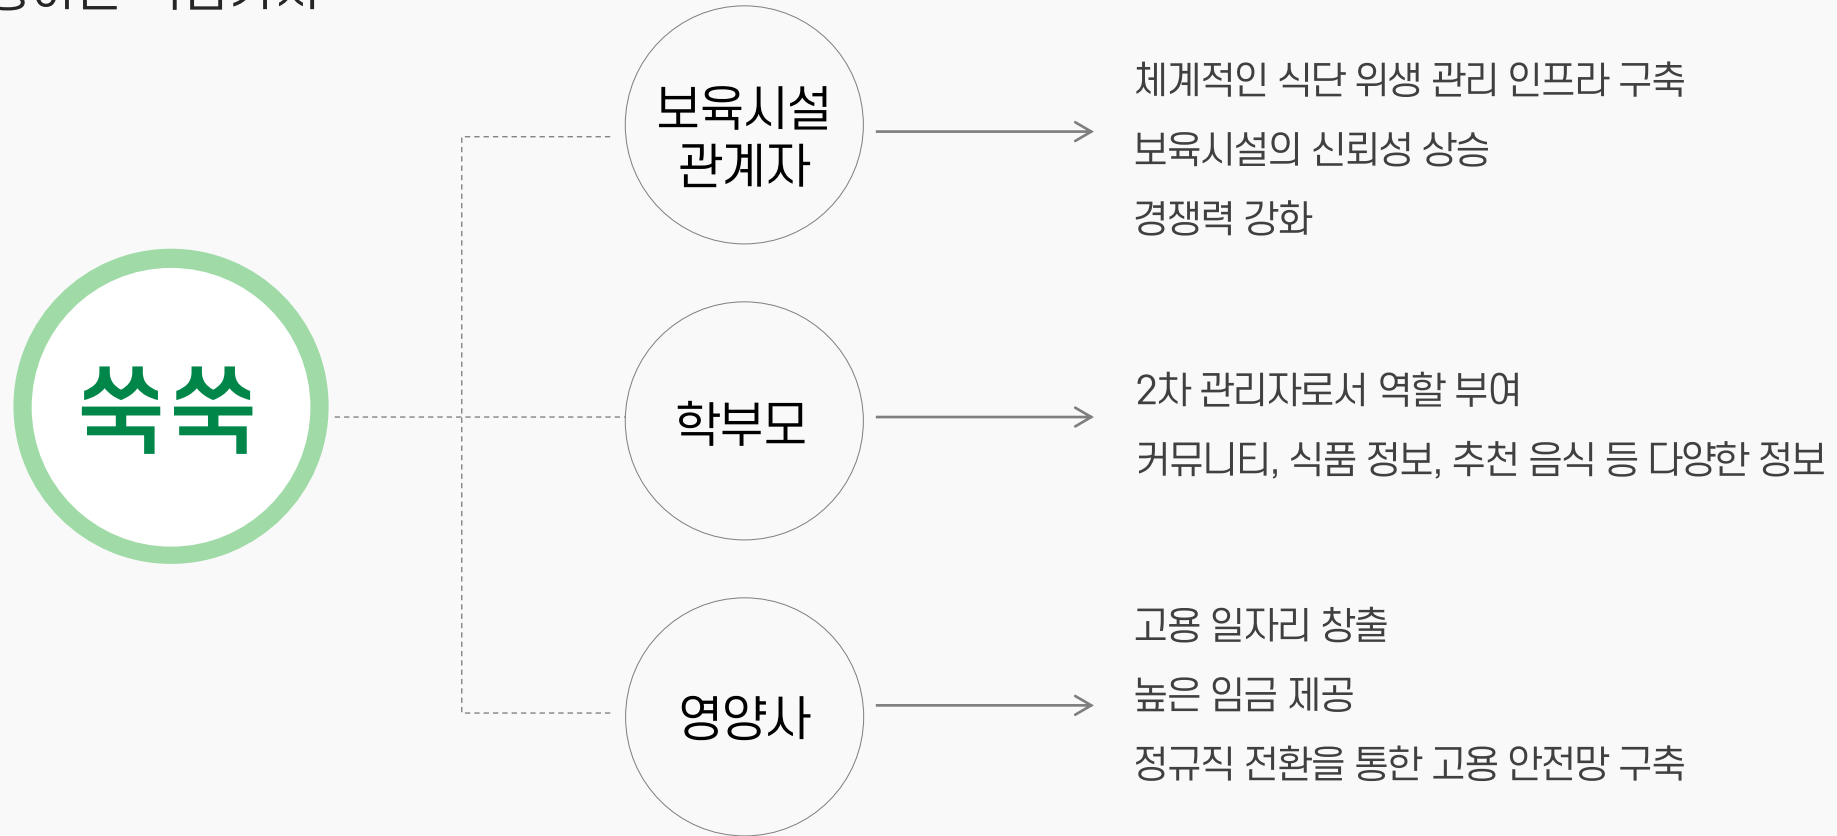 쑥쑥
보육시설
관계자
체계적인 식단 위생 관리 인프라 구축
보육시설의 신뢰성 상승
경쟁력 강화
학부모
2차 관리자로서 역할 부여
커뮤니티, 식품 정보, 추천 음식 등 다양한 정보
영양사
고용 일자리 창출
높은 임금 제공
정규직 전환을 통한 고용 안전망 구축